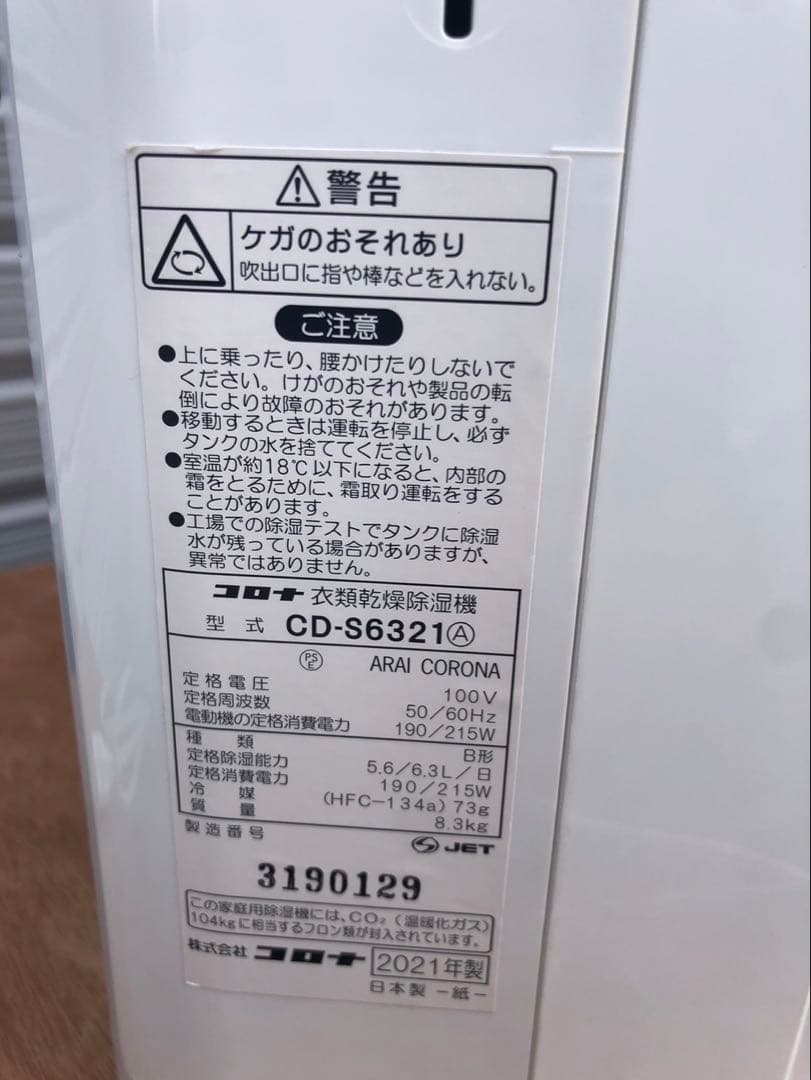 ⚠警告
ケガのおそれあり
吹出口に指や棒などを入れない。
ご注意
●上に乗ったり、腰かけたりしないで
ください。けがのおそれや製品の転
倒により故障のおそれがあります。
●移動するときは運転を停止し、必ず
タンクの水を捨ててください。
●室温が約18℃以下になると、内部の
霜をとるために、霜取り運転をする
ことがあります。
●工場での除湿テストでタンクに除湿
水が残っている場合がありますが、
異常ではありません。
コロナ 衣類乾燥除湿機
型式 CD-S6321Ⓐ
PSE ARAI CORONA
定格電圧 100V
定格周波数 50/60Hz
電動機の定格消費電力 190/215W
種類 B形
定格除湿能力 5.6/6.3L/日
定格消費電力 190/215W
冷媒 (HFC-134a) 73g
質量 8.3kg
製造番号 JET
3190129
この家庭用除湿機には、CO₂(温暖化ガス)
104kgに相当するフロン類が封入されています。
株式会社 コロナ 2021年製
日本製 -紙-